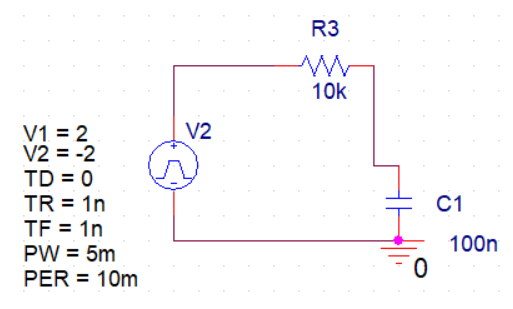 R3
10k
V2
V1 = 2
V2 = -2
TD = 0
TR = 1n
TF = 1n
PW = 5m
PER = 10m
C1
100n
0